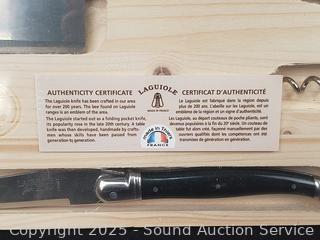 AUTHENTICITY CERTIFICATE
The Laguiole knife has been crafted in our area
for over 200 years. The bee found on Laguiole
ranges is an emblem of the area.
The Laguiole started out as a folding pocket knife,
its popularity rose in the late 20th century. A table
knife was then developed, handmade by crafts-
men whose skills have been passed from
generation to generation.
LAGUIOLE
MADE IN FRANCE
Made in Thiers
FRANCE
CERTIFICAT D'AUTHENTICITÉ
Le Laguiole est fabriqué dans la région depuis
plus de 200 ans. L'abeille sur les Laguiole, est un
emblème de la région et un signe d'authenticité.
Les Laguiole, au départ couteaux de poche pliants, sont
devenus populaires à la fin du 20e siècle. Un couteau de
table fut alors créé, façonné manuellement par des
ouvriers qualifiés dont les compétences ont été
transmises de génération en génération.
Copyright 2025 - Sourdough Auctions